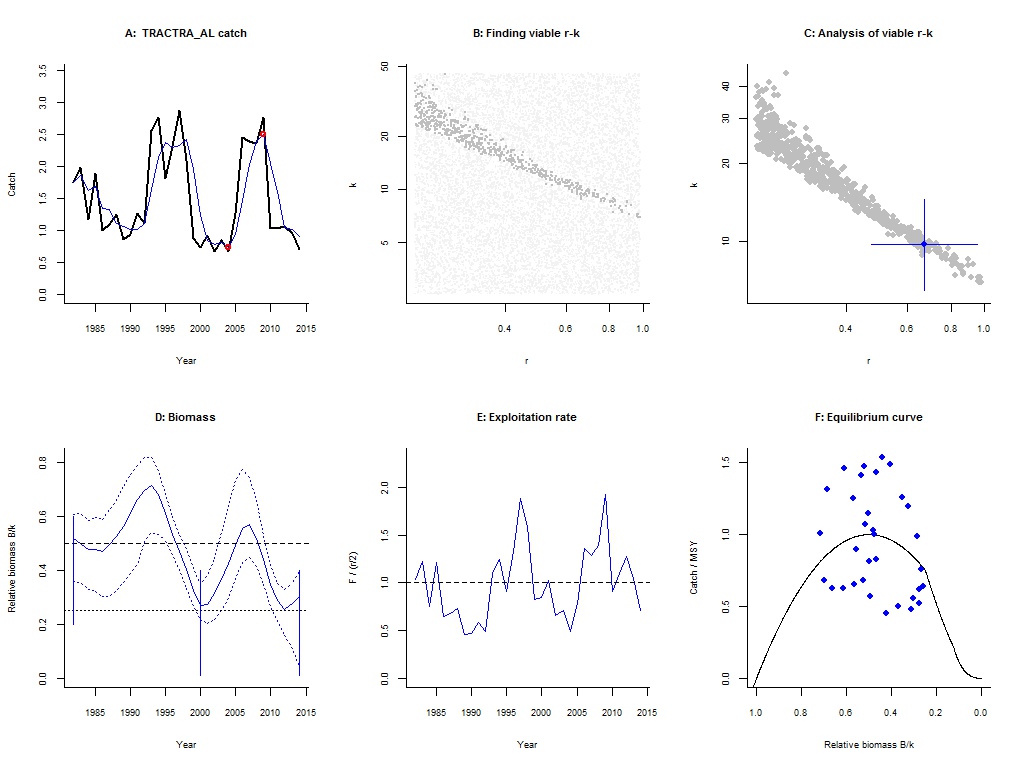 A: TRACTRA_AL catch
B: Finding viable r-k
C: Analysis of viable r-k
3.5
3.0
2.5
2.0
1.5
1.0
0.5
0.0
Catch
1985 1990 1995 2000 2005 2010 2015
Year
50
20
10
5
k
0.4 0.6 0.8 1.0
r
40
30
20
10
k
0.4 0.6 0.8 1.0
r
D: Biomass
E: Exploitation rate
F: Equilibrium curve
0.8
0.6
0.4
0.2
0.0
Relative biomass B/k
1985 1990 1995 2000 2005 2010 2015
Year
2.0
1.5
1.0
0.5
0.0
F / (r/2)
1985 1990 1995 2000 2005 2010 2015
Year
1.5
1.0
0.5
0.0
Catch / MSY
1.0 0.8 0.6 0.4 0.2 0.0
Relative biomass B/k